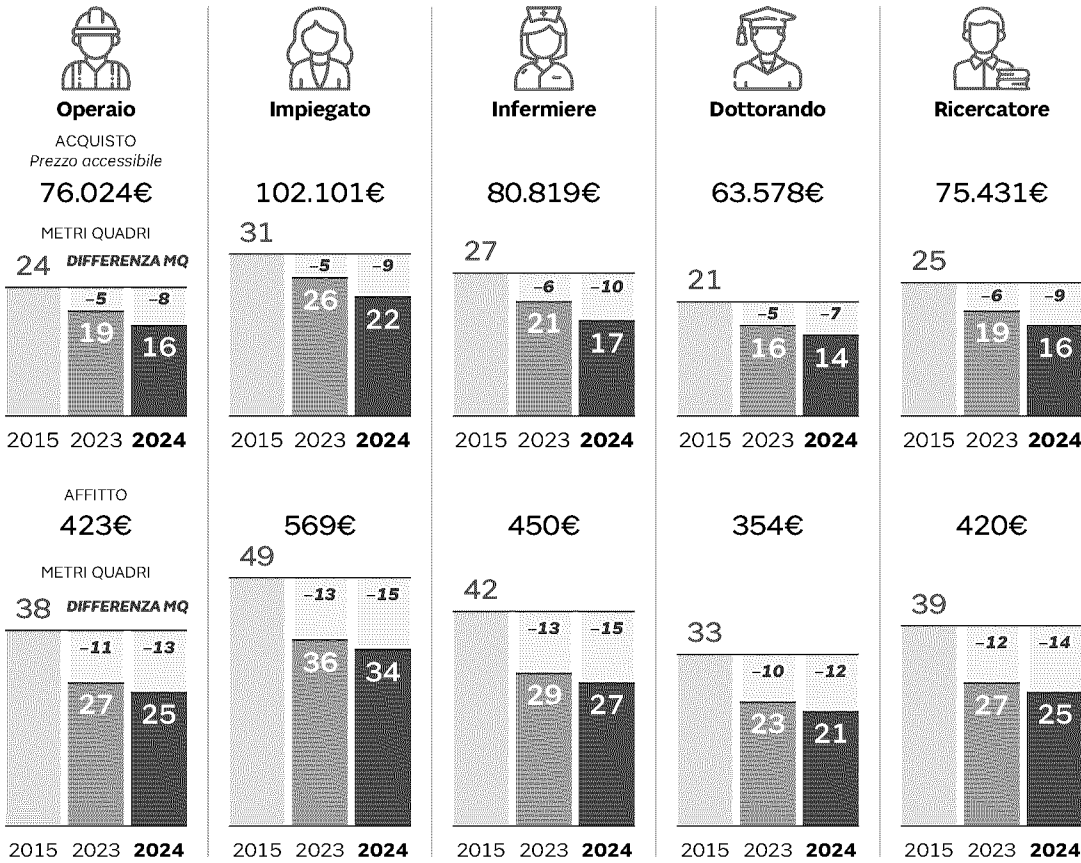 Operaio
ACQUISTO
Prezzo accessibile
76.024€
METRI QUADRI
24 DIFFERENZA MQ
–5 –8
19 16
2015 2023 2024
AFFITTO
423€
METRI QUADRI
38 DIFFERENZA MQ
–11 –13
27 25
2015 2023 2024
Impiegato
102.101€
31
–5 –9
26 22
2015 2023 2024
569€
49
–13 –15
36 34
2015 2023 2024
Infermiere
80.819€
27
–6 –10
21 17
2015 2023 2024
450€
42
–13 –15
29 27
2015 2023 2024
Dottorando
63.578€
21
–5 –7
16 14
2015 2023 2024
354€
33
–10 –12
23 21
2015 2023 2024
Ricercatore
75.431€
25
–6 –9
19 16
2015 2023 2024
420€
39
–12 –14
27 25
2015 2023 2024